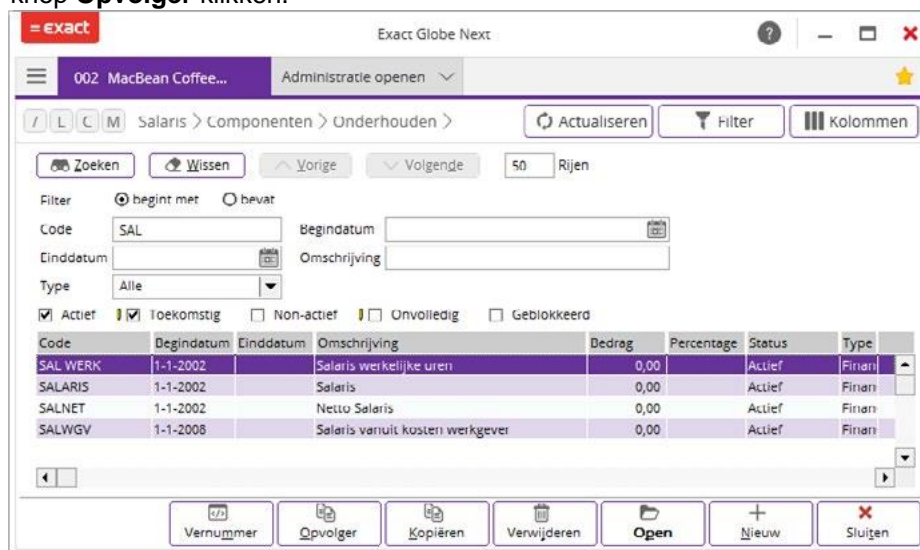 knop Opvolger klikken.
= exact Exact Globe Next ?
002 MacBean Coffee... Administratie openen
/ L C M Salaris > Componenten > Onderhouden > Actualiseren Filter Kolommen
Zoeken Wissen Vorige Volgende 50 Rijen
Filter begint met bevat
Code SAL Begindatum
Einddatum Omschrijving
Type Alle
Actief Toekomstig Non-actief Onvolledig Geblokkeerd
Code Begindatum Einddatum Omschrijving Bedrag Percentage Status Type
SAL WERK 1-1-2002 Salaris werkelijke uren 0,00 Actief Finan
SALARIS 1-1-2002 Salaris 0,00 Actief Finan
SALNET 1-1-2002 Netto Salaris 0,00 Actief Finan
SALWGV 1-1-2008 Salaris vanuit kosten werkgever 0,00 Actief Finan
Vernummer Opvolger Kopiëren Verwijderen Open Nieuw Sluiten